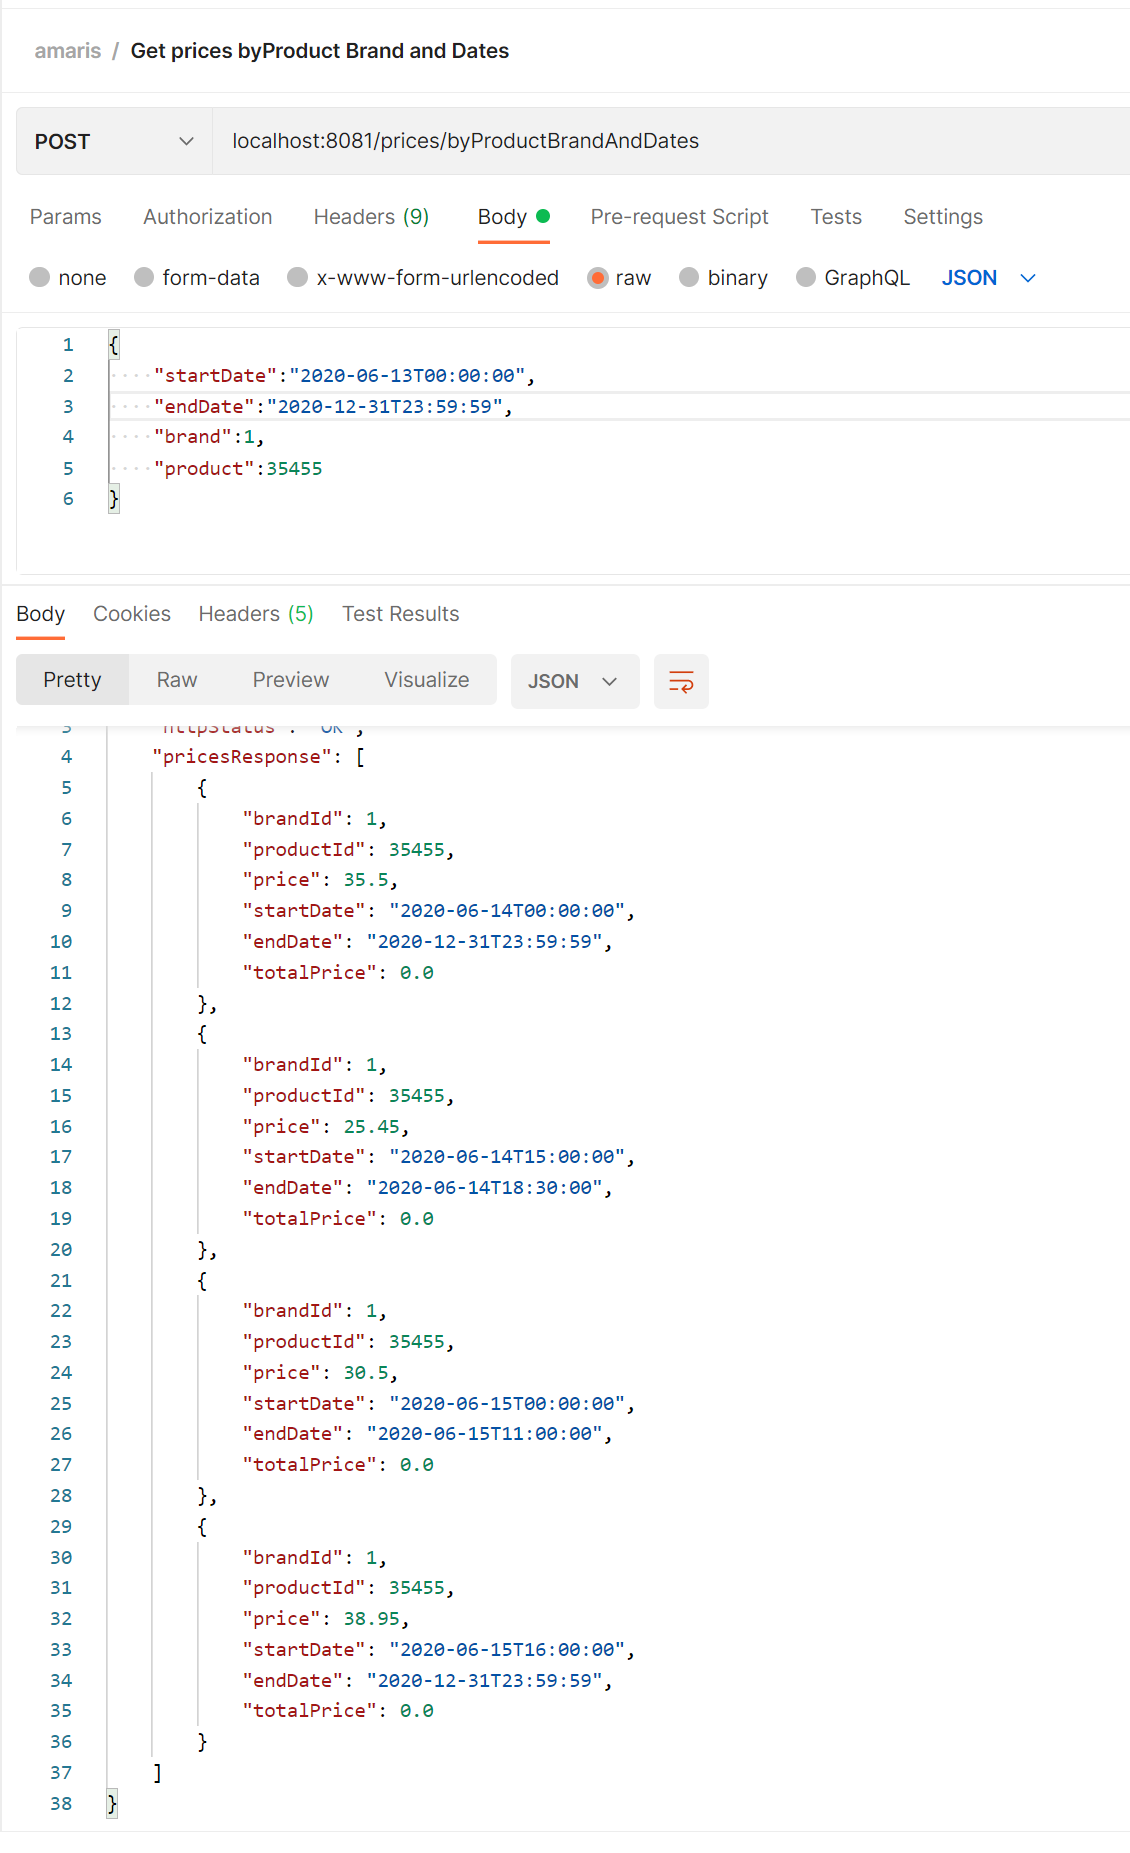 amaris / Get prices byProduct Brand and Dates
POST localhost:8081/prices/byProductBrandAndDates
Params Authorization Headers (9) Body Pre-request Script Tests Settings
none form-data x-www-form-urlencoded raw binary GraphQL JSON
1 {
2 "startDate":"2020-06-13T00:00:00",
3 "endDate":"2020-12-31T23:59:59",
4 "brand":1,
5 "product":35455
6 }
Body Cookies Headers (5) Test Results
Pretty Raw Preview Visualize JSON
3 "httpStatus": "OK",
4 "pricesResponse": [
5 {
6 "brandId": 1,
7 "productId": 35455,
8 "price": 35.5,
9 "startDate": "2020-06-14T00:00:00",
10 "endDate": "2020-12-31T23:59:59",
11 "totalPrice": 0.0
12 },
13 {
14 "brandId": 1,
15 "productId": 35455,
16 "price": 25.45,
17 "startDate": "2020-06-14T15:00:00",
18 "endDate": "2020-06-14T18:30:00",
19 "totalPrice": 0.0
20 },
21 {
22 "brandId": 1,
23 "productId": 35455,
24 "price": 30.5,
25 "startDate": "2020-06-15T00:00:00",
26 "endDate": "2020-06-15T11:00:00",
27 "totalPrice": 0.0
28 },
29 {
30 "brandId": 1,
31 "productId": 35455,
32 "price": 38.95,
33 "startDate": "2020-06-15T16:00:00",
34 "endDate": "2020-12-31T23:59:59",
35 "totalPrice": 0.0
36 }
37 ]
38 }